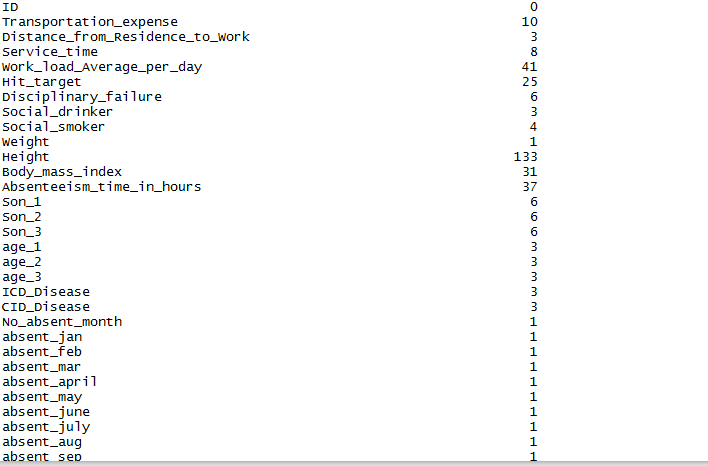 ID 0
Transportation_expense 10
Distance_from_Residence_to_Work 3
Service_time 8
Work_load_Average_per_day 41
Hit_target 25
Disciplinary_failure 6
Social_drinker 3
Social_smoker 4
Weight 1
Height 133
Body_mass_index 31
Absenteeism_time_in_hours 37
Son_1 6
Son_2 6
Son_3 6
age_1 3
age_2 3
age_3 3
ICD_Disease 3
CID_Disease 3
No_absent_month 1
absent_jan 1
absent_feb 1
absent_mar 1
absent_april 1
absent_may 1
absent_june 1
absent_july 1
absent_aug 1
absent_sep 1